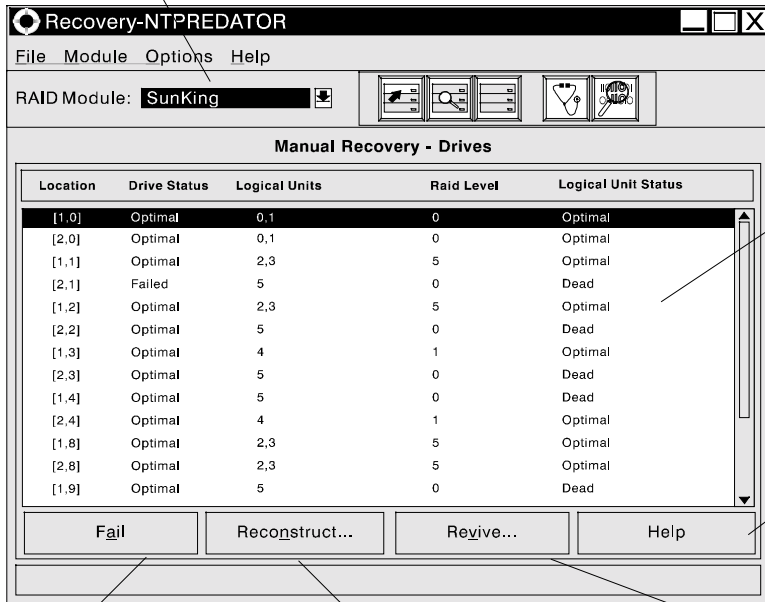 Recovery-NTPREDATOR
File Module Options Help
RAID Module: SunKing
Manual Recovery - Drives
Location Drive Status Logical Units Raid Level Logical Unit Status
[1,0] Optimal 0,1 0 Optimal
[2,0] Optimal 0,1 0 Optimal
[1,1] Optimal 2,3 5 Optimal
[2,1] Failed 5 0 Dead
[1,2] Optimal 2,3 5 Optimal
[2,2] Optimal 5 0 Dead
[1,3] Optimal 4 1 Optimal
[2,3] Optimal 5 0 Dead
[1,4] Optimal 5 0 Dead
[2,4] Optimal 4 1 Optimal
[1,8] Optimal 2,3 5 Optimal
[2,8] Optimal 2,3 5 Optimal
[1,9] Optimal 5 0 Dead
Fail Reconstruct... Revive... Help